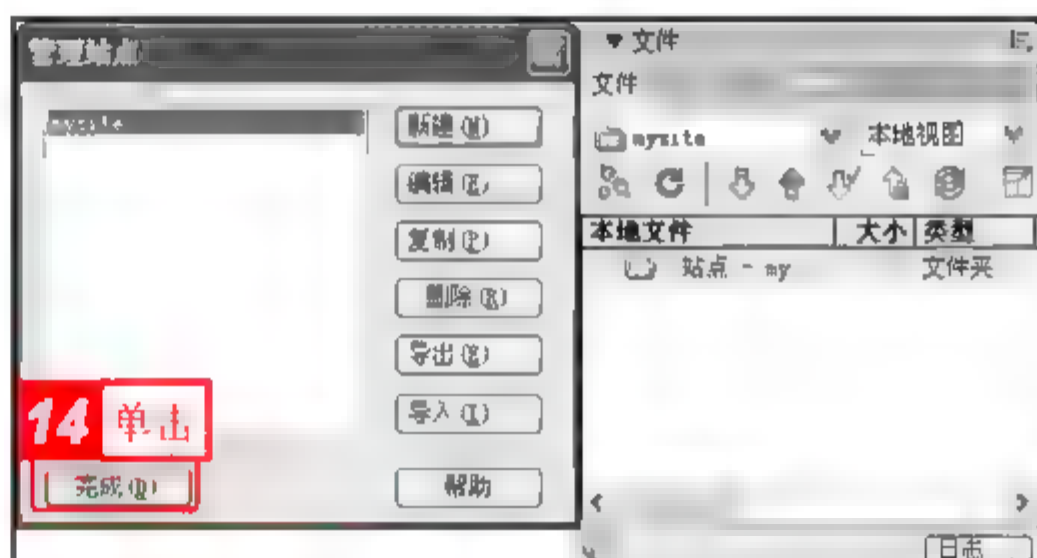 管理站点
mysite
新建(N)
编辑(E)
复制(P)
删除(R)
导出(E)
导入(I)
14 单击
完成(D)
帮助
文件
文件
mysite 本地视图
本地文件 大小 类型
站点 - my 文件夹
日志